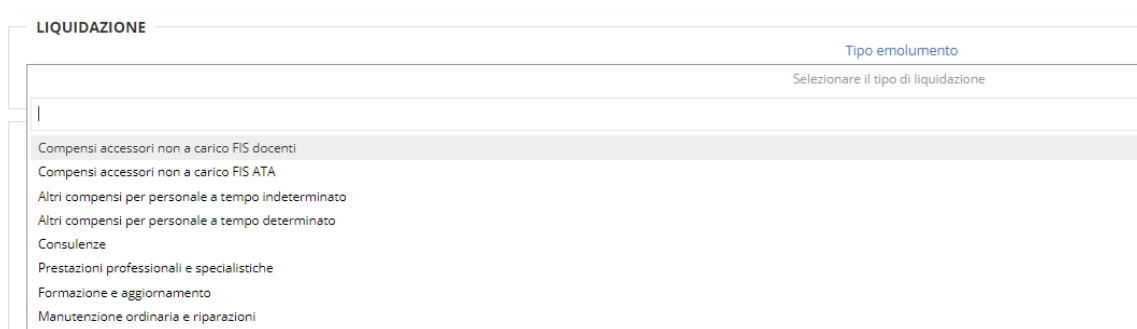 LIQUIDAZIONE
Tipo emolumento
Selezionare il tipo di liquidazione
Compensi accessori non a carico FIS docenti
Compensi accessori non a carico FIS ATA
Altri compensi per personale a tempo indeterminato
Altri compensi per personale a tempo determinato
Consulenze
Prestazioni professionali e specialistiche
Formazione e aggiornamento
Manutenzione ordinaria e riparazioni